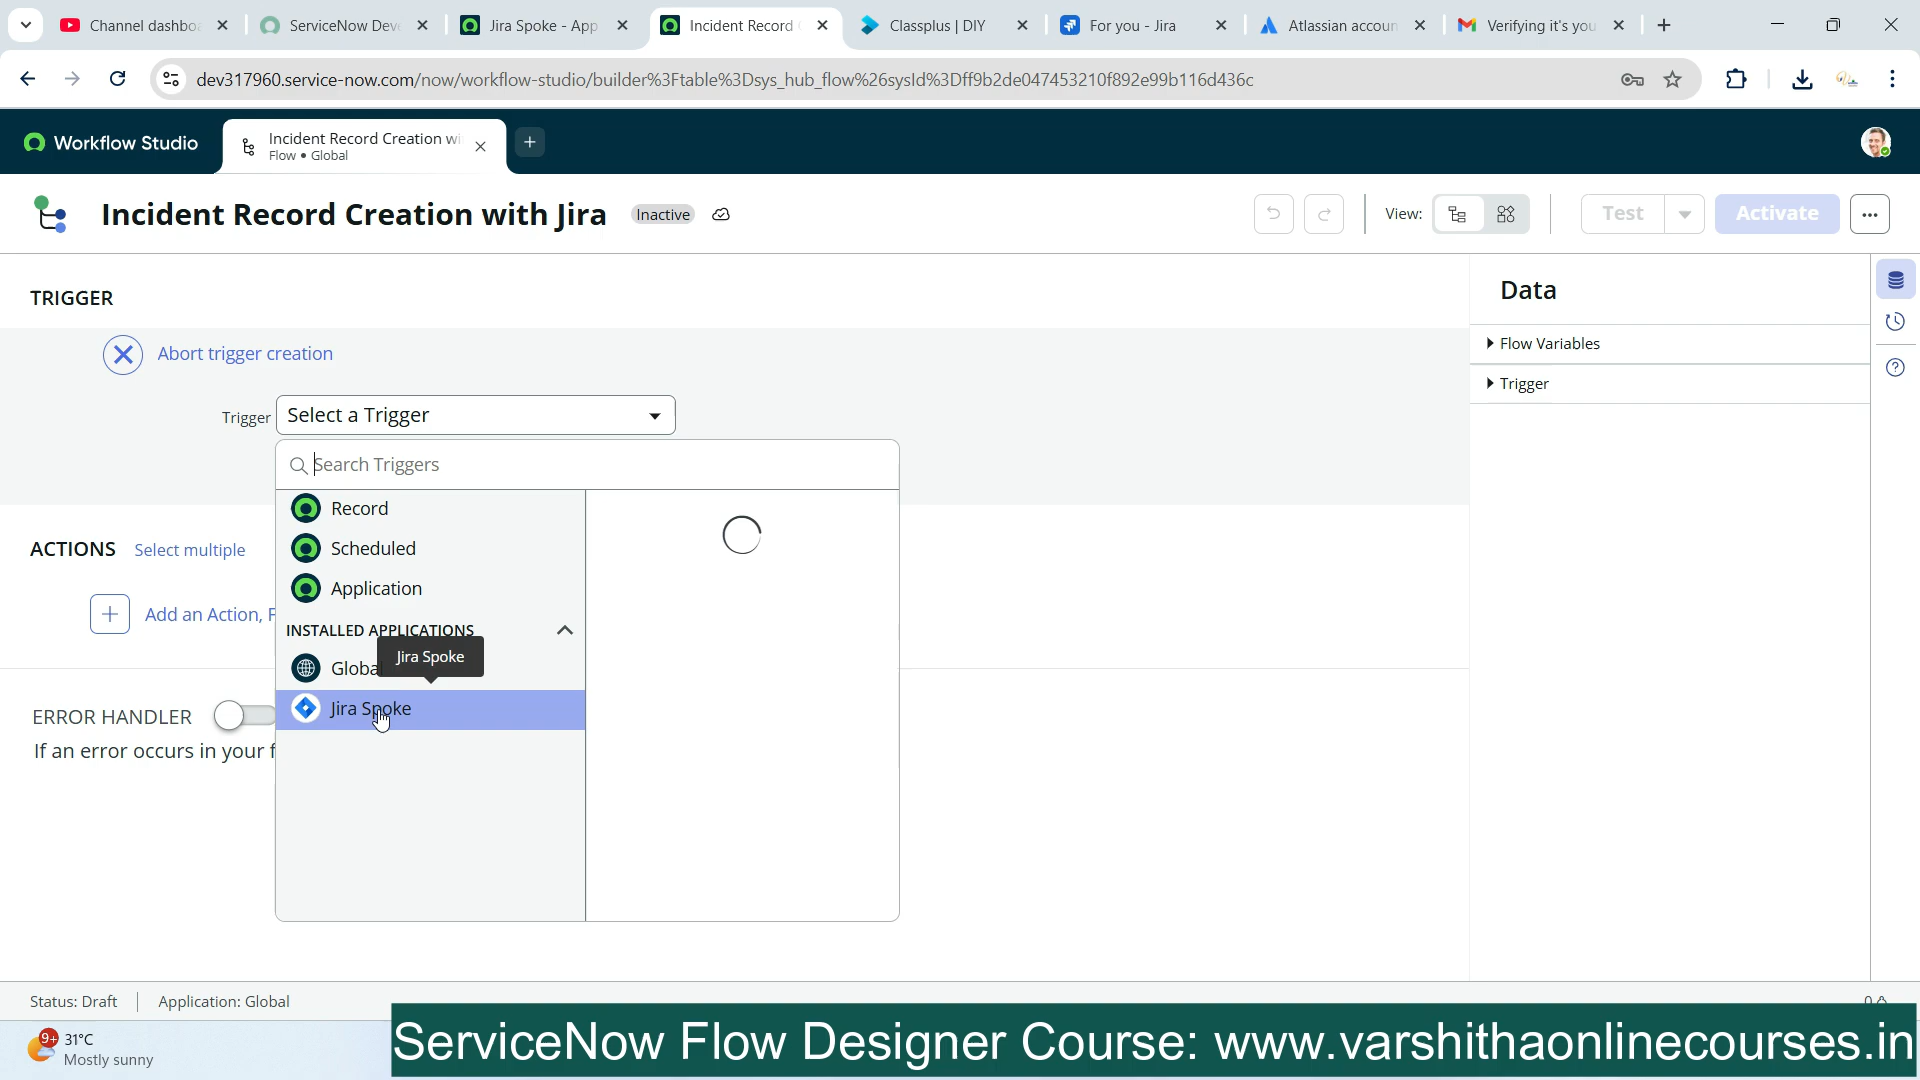 Channel dashbo
ServiceNow Deve
Jira Spoke - App
Incident Record
Classplus | DIY
For you - Jira
Atlassian accoun
Verifying it's you
dev317960.service-now.com/now/workflow-studio/builder%3Ftable%3Dsys_hub_flow%26sysId%3Dff9b2de047453210f892e99b116d436c
Workflow Studio
Incident Record Creation wi
Flow • Global
Incident Record Creation with Jira
Inactive
View:
Test
Activate
TRIGGER
Abort trigger creation
Trigger
Select a Trigger
Search Triggers
Record
Scheduled
Application
INSTALLED APPLICATIONS
Jira Spoke
Global
Jira Spoke
ACTIONS
Select multiple
Add an Action, F
ERROR HANDLER
If an error occurs in your f
Data
Flow Variables
Trigger
Status: Draft
Application: Global
9+
31°C
Mostly sunny
ServiceNow Flow Designer Course: www.varshithaonlinecourses.in